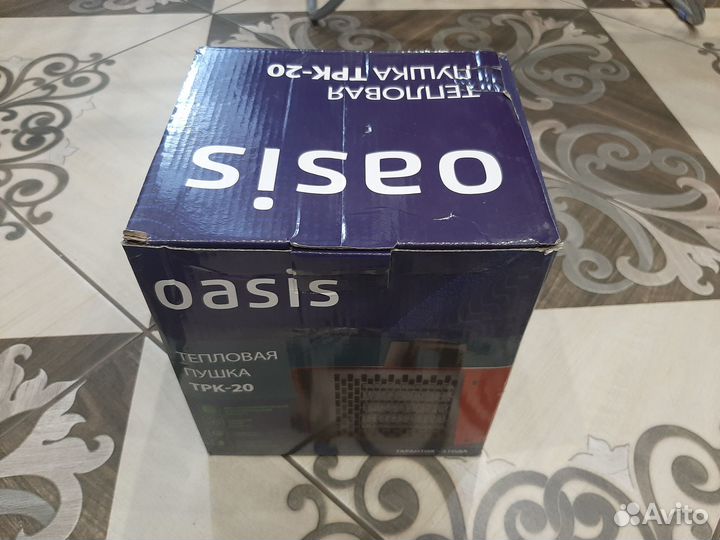 ТЕПЛОВАЯ
ПУШКА ТРК-20
oasis
oasis
ТЕПЛОВАЯ
ПУШКА
ТРК-20
Avito